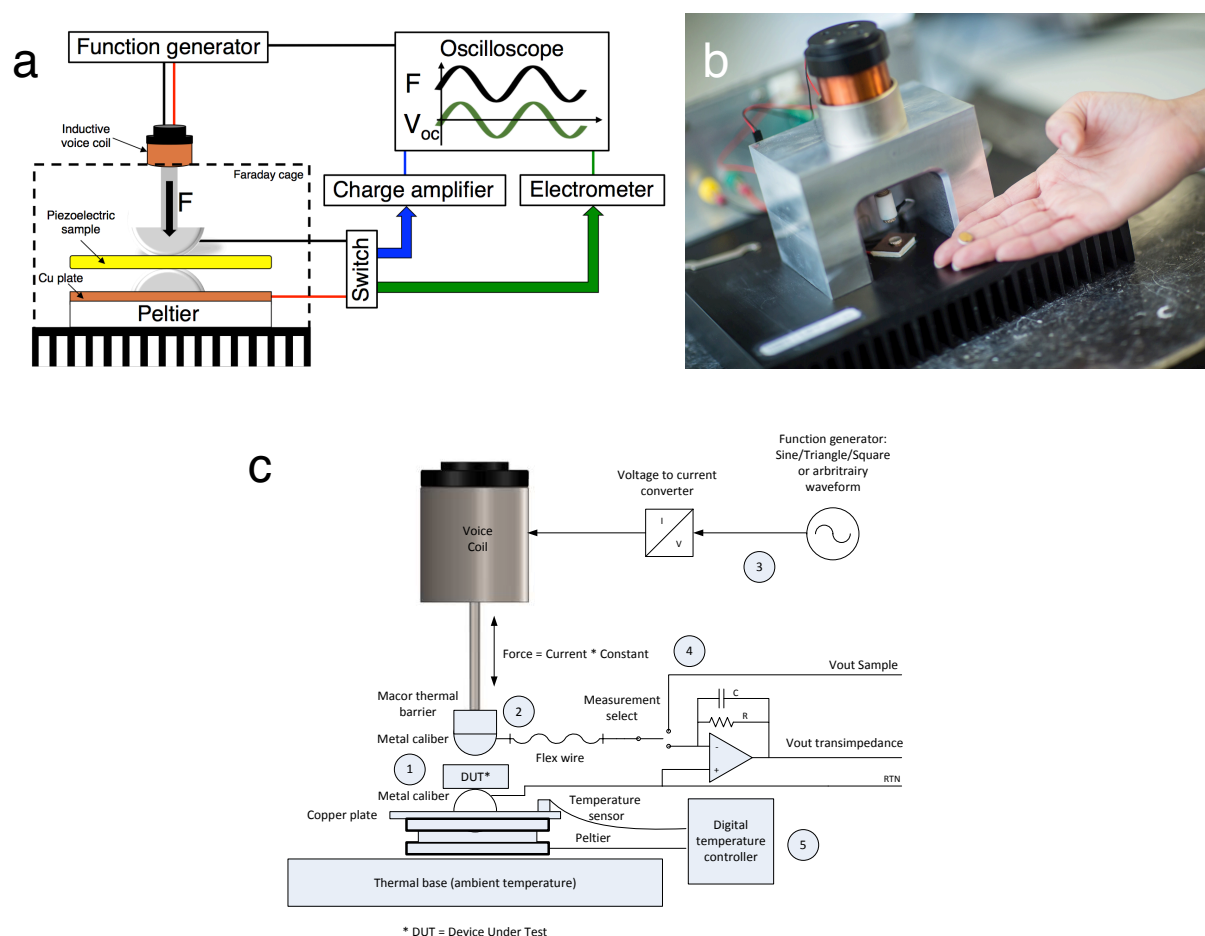 a
Function generator
Oscilloscope
F
V oc
Inductive
voice coil
Faraday cage
F
Charge amplifier
Electrometer
Piezoelectric
sample
Cu plate
Switch
Peltier
b
c
Function generator:
Sine/Triangle/Square
or arbritrairy
waveform
Voltage to current
converter
I
V
Voice
Coil
3
Force = Current * Constant
4
Vout Sample
Macor thermal
barrier
2
Measurement
select
C
R
Metal caliber
-
+
Vout transimpedance
Flex wire
1
DUT*
RTN
Metal caliber
Temperature
sensor
Copper plate
Peltier
Digital
temperature
controller
5
Thermal base (ambient temperature)
* DUT = Device Under Test